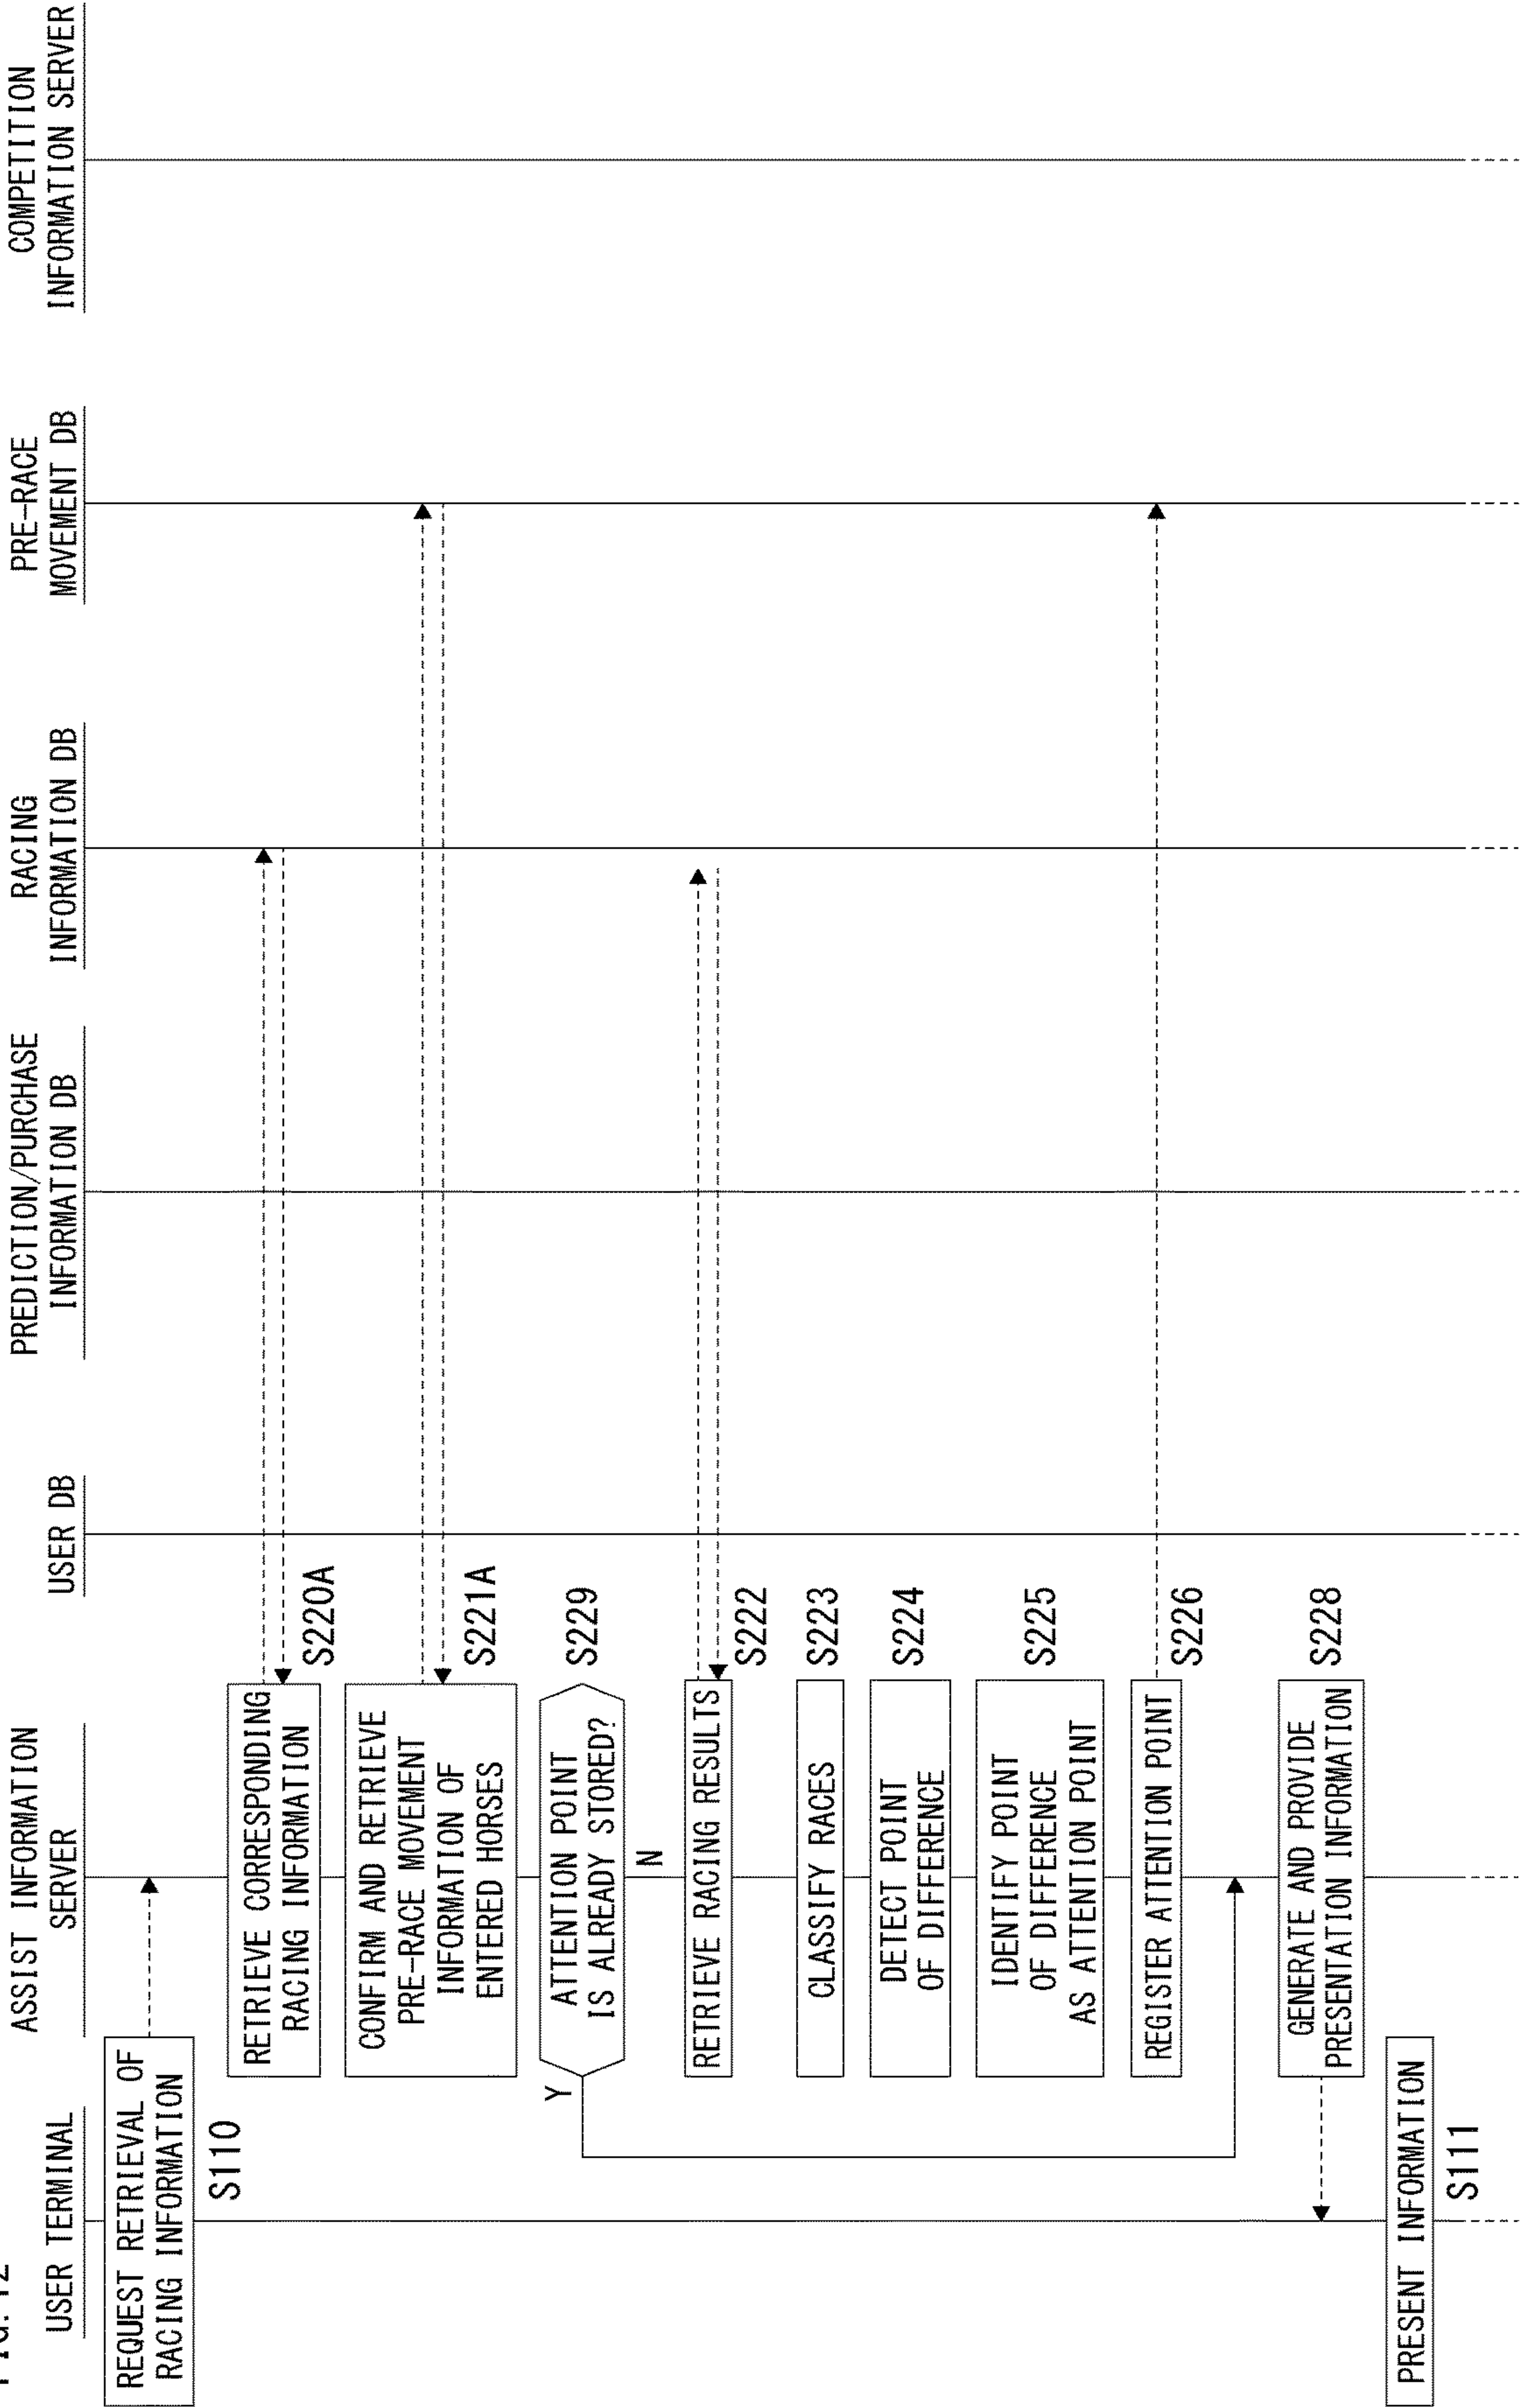 FIG. 12
USER TERMINAL
ASSIST INFORMATION
SERVER
USER DB
PREDICTION/PURCHASE
INFORMATION DB
RACING
INFORMATION DB
PRE-RACE
MOVEMENT DB
COMPETITION
INFORMATION SERVER
REQUEST RETRIEVAL OF
RACING INFORMATION
S110
RETRIEVE CORRESPONDING
RACING INFORMATION
S220A
CONFIRM AND RETRIEVE
PRE-RACE MOVEMENT
INFORMATION OF
ENTERED HORSES
S221A
ATTENTION POINT
IS ALREADY STORED?
S229
Y
N
RETRIEVE RACING RESULTS
S222
CLASSIFY RACES
S223
DETECT POINT
OF DIFFERENCE
S224
IDENTIFY POINT
OF DIFFERENCE
AS ATTENTION POINT
S225
REGISTER ATTENTION POINT
S226
GENERATE AND PROVIDE
PRESENTATION INFORMATION
S228
PRESENT INFORMATION
S111